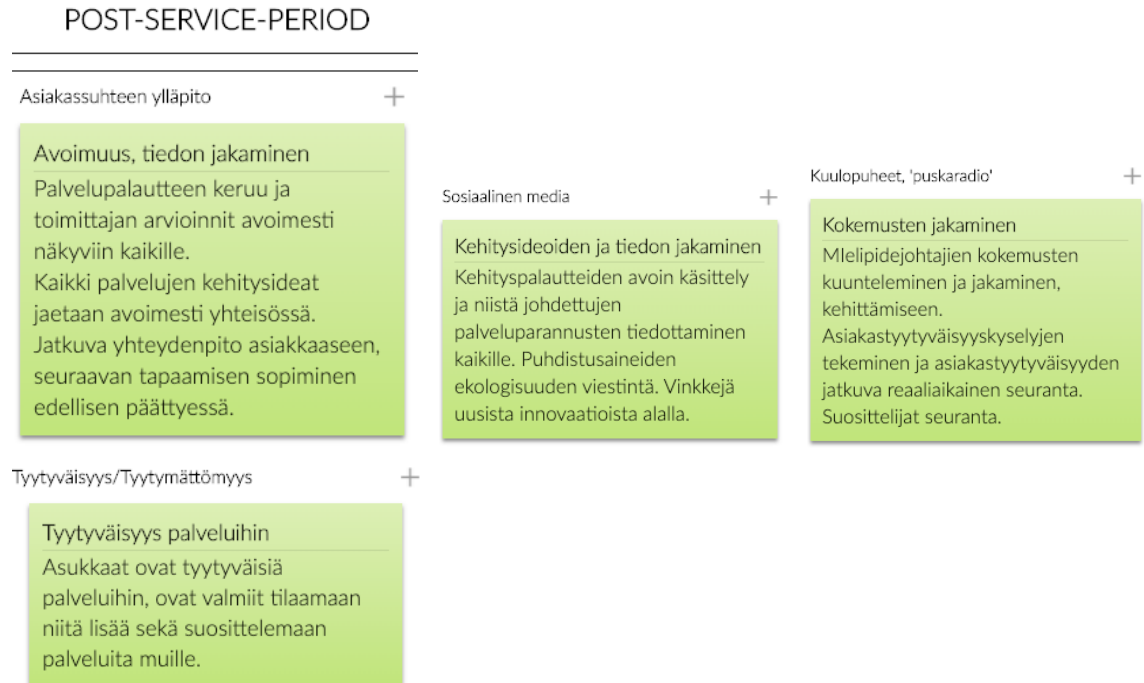 POST-SERVICE-PERIOD
Asiakassuhteen ylläpito
Avoimuus, tiedon jakaminen
Palvelupalautteen keruu ja
toimittajan arvioinnit avoimesti
näkyviin kaikille.
Kaikki palvelujen kehitysideat
jaetaan avoimesti yhteisössä.
Jatkuva yhteydenpito asiakkaaseen,
seuraavan tapaamisen sopiminen
edellisen päättyessä.
Tyytyväisyys/Tyytymättömyys
Tyytyväisyys palveluihin
Asukkaat ovat tyytyväisiä
palveluihin, ovat valmiit tilaamaan
niitä lisää sekä suosittelemaan
palveluita muille.
Sosiaalinen media
Kehitysideoiden ja tiedon jakaminen
Kehityspalautteiden avoin käsittely
ja niistä johdettujen
palveluparannusten tiedottaminen
kaikille. Puhdistusaineiden
ekologisuuden viestintä. Vinkkejä
uusista innovaatioista alalla.
Kuulopuheet, 'puskaradio'
Kokemusten jakaminen
MIelipidejohtajien kokemusten
kuunteleminen ja jakaminen,
kehittämiseen.
Asiakastyytyväisyyskyselyjen
tekeminen ja asiakastyytyväisyyden
jatkuva reaaliaikainen seuranta.
Suosittelijat seuranta.